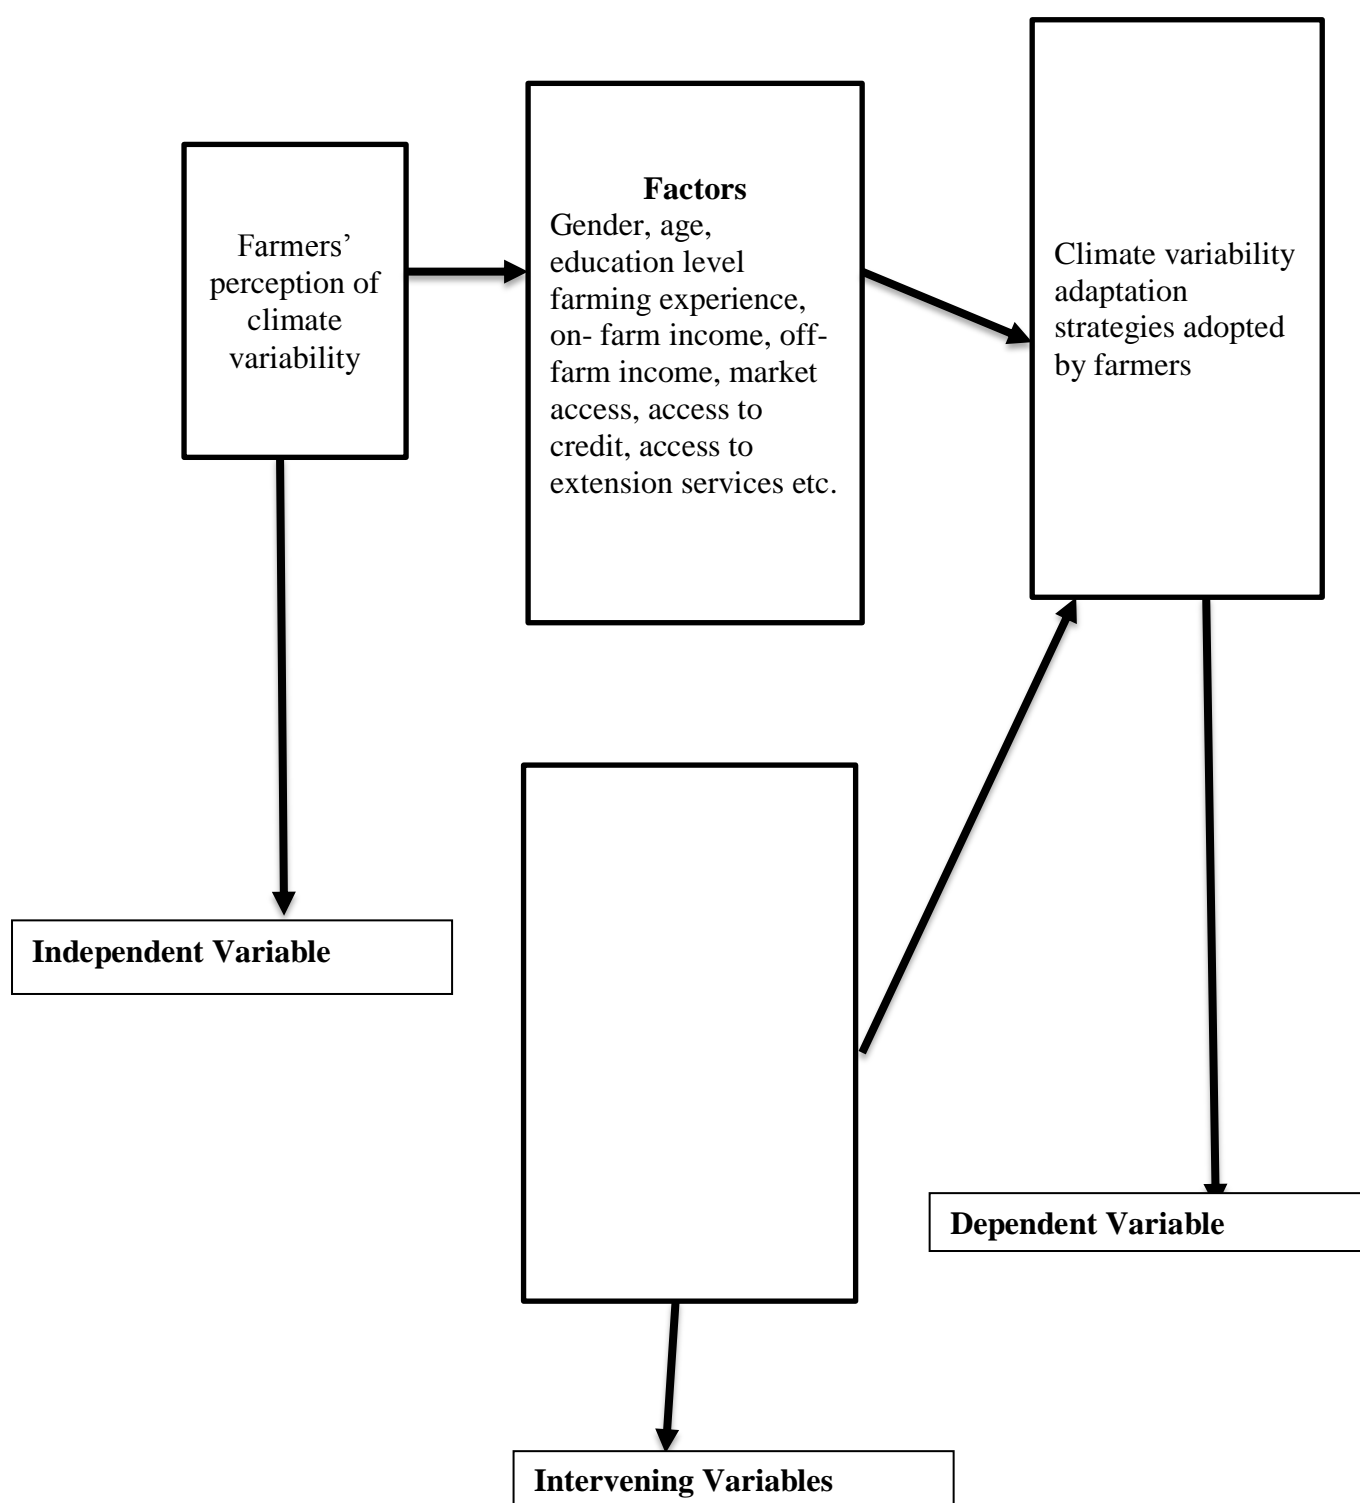 Farmers’
perception of
climate
variability
Factors
Gender, age,
education level
farming experience,
on- farm income, off-
farm income, market
access, access to
credit, access to
extension services etc.
Climate variability
adaptation
strategies adopted
by farmers
Independent Variable
Dependent Variable
Intervening Variables